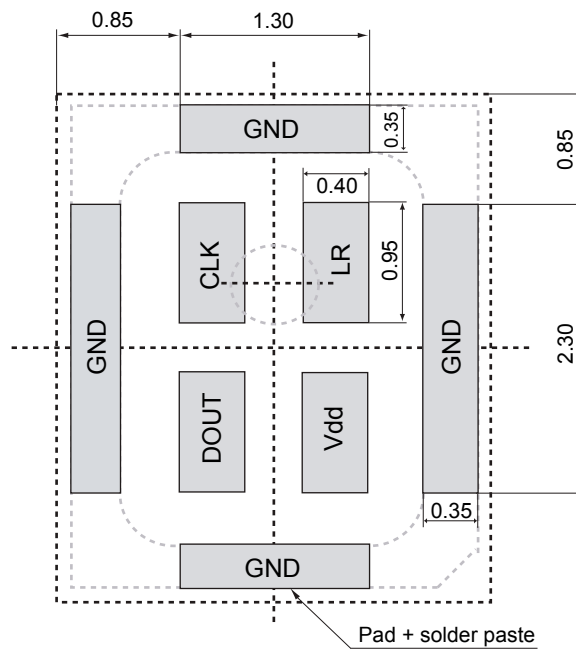 0.85
1.30
GND
0.35
0.85
0.40
CLK
LR
0.95
GND
GND
2.30
DOUT
Vdd
0.35
GND
Pad + solder paste